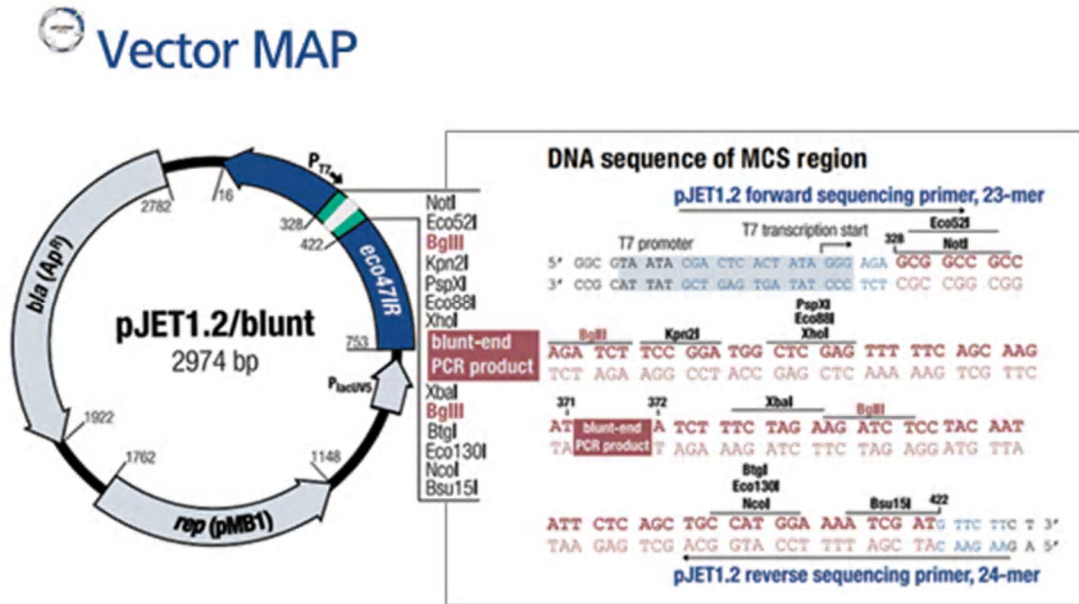 Vector MAP
pJET1.2/blunt
2974 bp
bla (ApR)
rep (pMB1)
eco47IR
PT7
PlacUV5
16
328
422
753
1148
1762
1922
2782
NotI
Eco52I
BglII
Kpn2I
PspXI
Eco88I
XhoI
blunt-end
PCR product
XbaI
BglII
BtgI
Eco130I
NcoI
Bsu15I
DNA sequence of MCS region
pJET1.2 forward sequencing primer, 23-mer
Eco52I
T7 promoter T7 transcription start 328 NotI
5' GGC GTA ATA CGA CTC ACT ATA GGG AGA GCG GCC GCC
3' CCG CAT TAT GCT GAG TGA TAT CCC TCT CGC CGG CGG
PspXI
Eco88I
BglII Kpn2I XhoI
AGA TCT TCC GGA TGG CTC GAG TTT TTC AGC AAG
TCT AGA AGG CCT ACC GAG CTC AAA AAG TCG TTC
371 372 XbaI BglII
AT blunt-end PCR product A TCT TTC TAG AAG ATC TCC TAC AAT
TA T AGA AAG ATC TTC TAG AGG ATG TTA
BtgI
Eco130I
NcoI Bsu15I 422
ATT CTC AGC TGC CAT GGA AAA ATCG ATG TTC TTC T 3'
TAA GAG TCG ACG GTA CCT TTT AGC TAC AAG AAG A 5'
pJET1.2 reverse sequencing primer, 24-mer